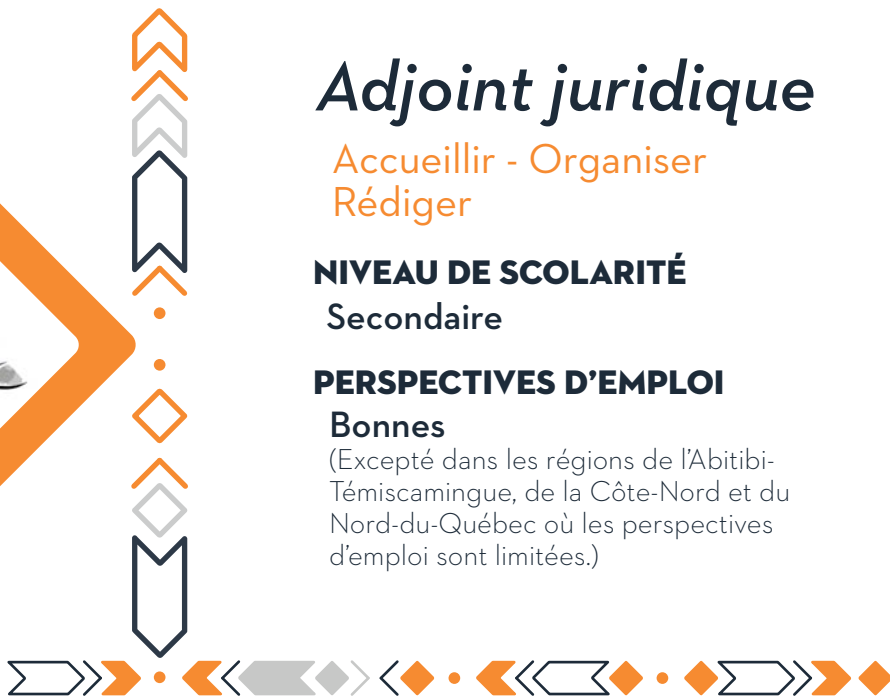 Adjoint juridique
Accueillir - Organiser
Rédiger
NIVEAU DE SCOLARITÉ
Secondaire
PERSPECTIVES D’EMPLOI
Bonnes
(Excepté dans les régions de l’Abitibi-
Témiscamingue, de la Côte-Nord et du
Nord-du-Québec où les perspectives
d’emploi sont limitées.)